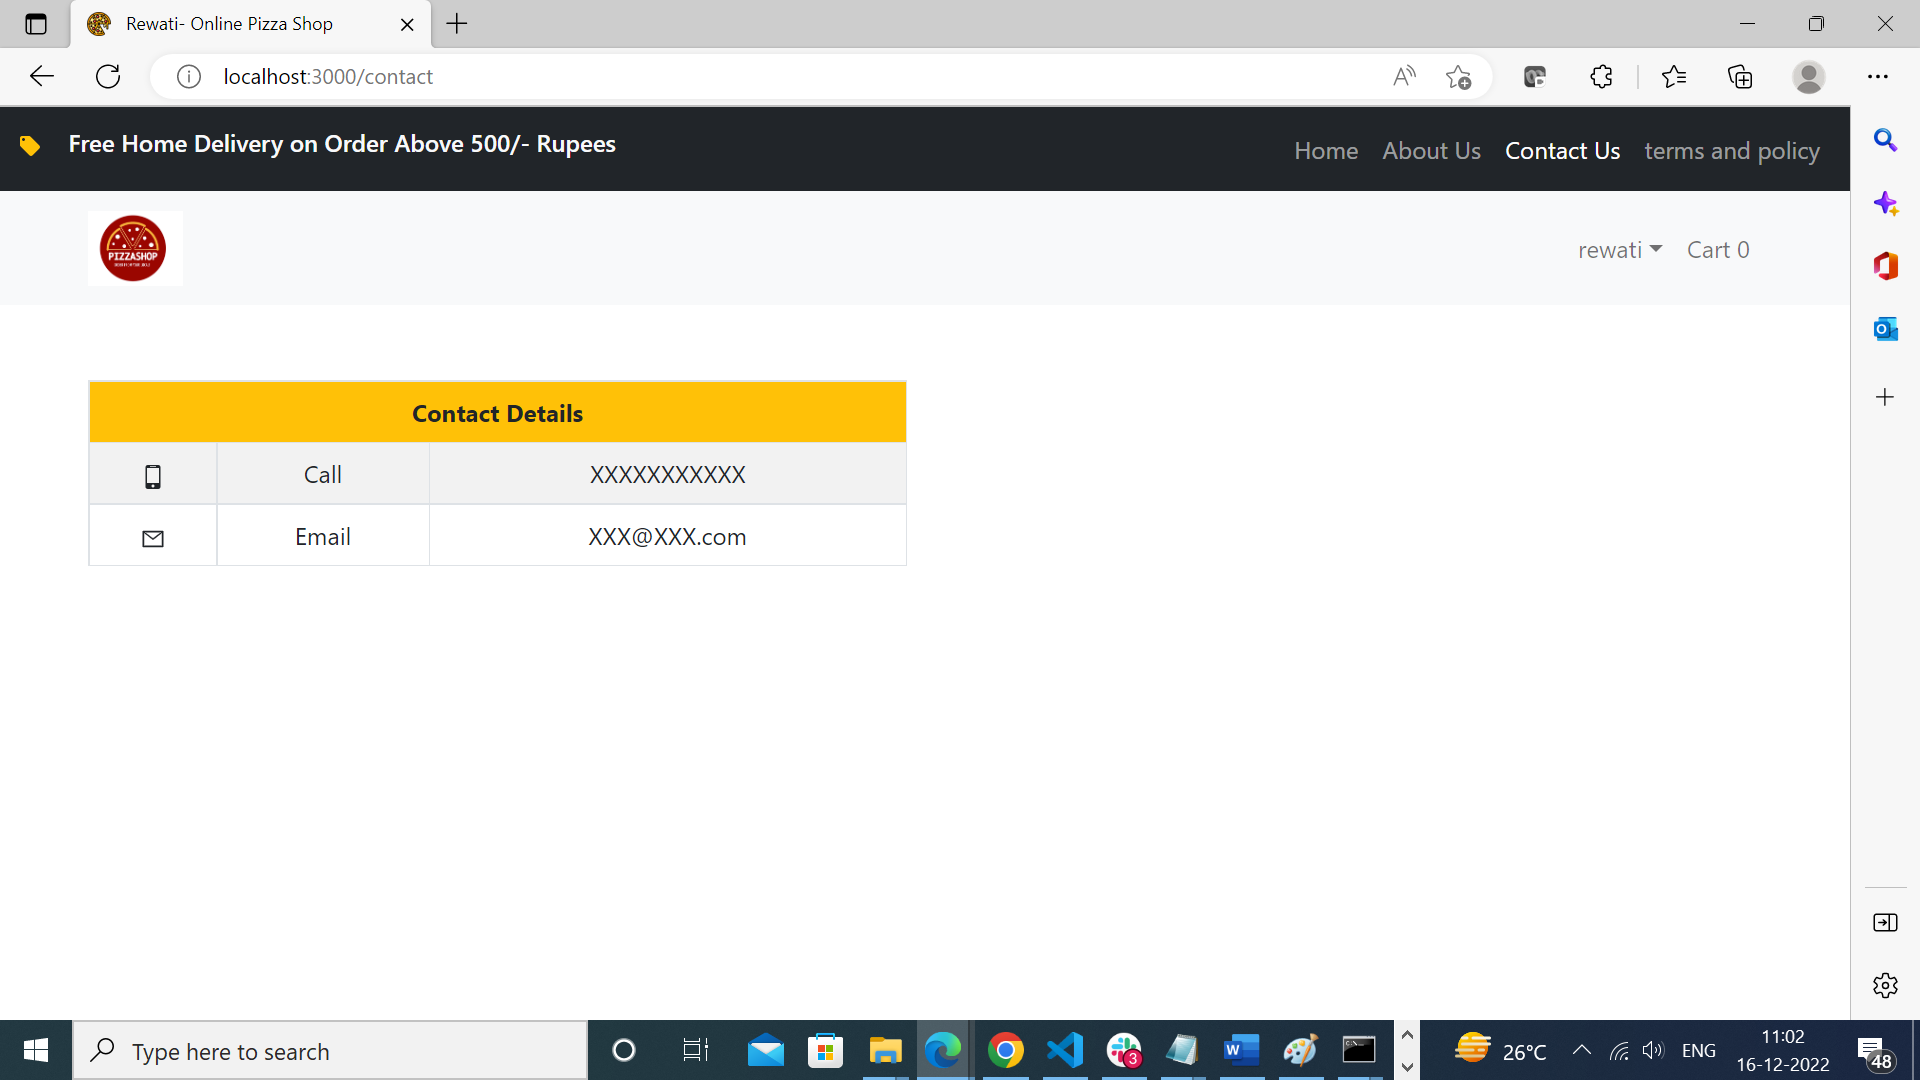 Rewati- Online Pizza Shop
localhost:3000/contact
Free Home Delivery on Order Above 500/- Rupees
Home About Us Contact Us terms and policy
PIZZASHOP
rewati Cart 0
Contact Details
Call XXXXXXXXXXX
Email XXX@XXX.com
Type here to search
3
26°C
ENG
11:02
16-12-2022
48